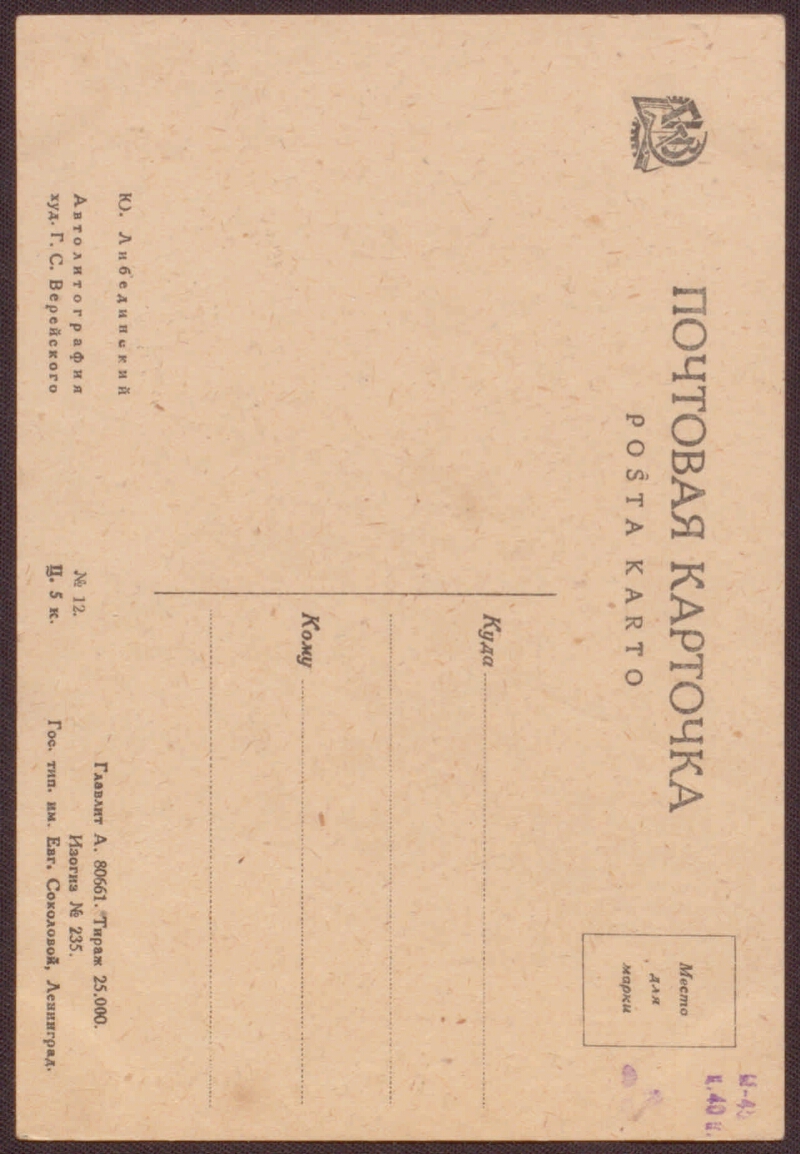 ПОЧТОВАЯ КАРТОЧКА
POŜTA KARTO
Место
для
марки
Куда
Кому
Ю. Либединский
Автолитография
худ. Г. С. Верейского
№ 12.
Ц. 5 к.
Главлит А. 80661. Тираж 25.000.
Изогиз № 235.
Гос. тип. им. Евг. Соколовой, Ленинград.